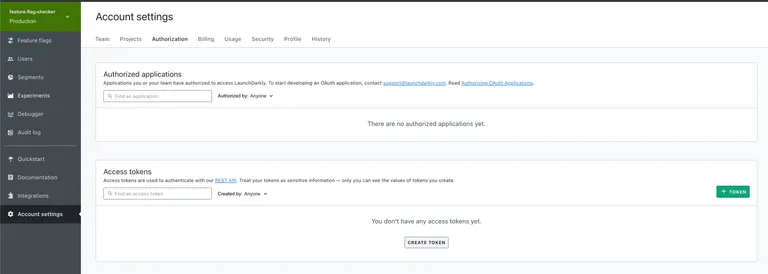 feature-flag-checker
Production
Feature flags
Users
Segments
Experiments
Debugger
Audit log
Quickstart
Documentation
Integrations
Account settings
Account settings
Team Projects Authorization Billing Usage Security Profile History
Authorized applications
Applications you or your team have authorized to access LaunchDarkly. To start developing an OAuth application, contact support@launchdarkly.com. Read Authorizing OAuth Applications.
Find an application
Authorized by: Anyone
There are no authorized applications yet.
Access tokens
Access tokens are used to authenticate with our REST API. Treat your tokens as sensitive information — only you can see the values of tokens you create.
Find an access token
Created by: Anyone
+ TOKEN
You don't have any access tokens yet.
CREATE TOKEN